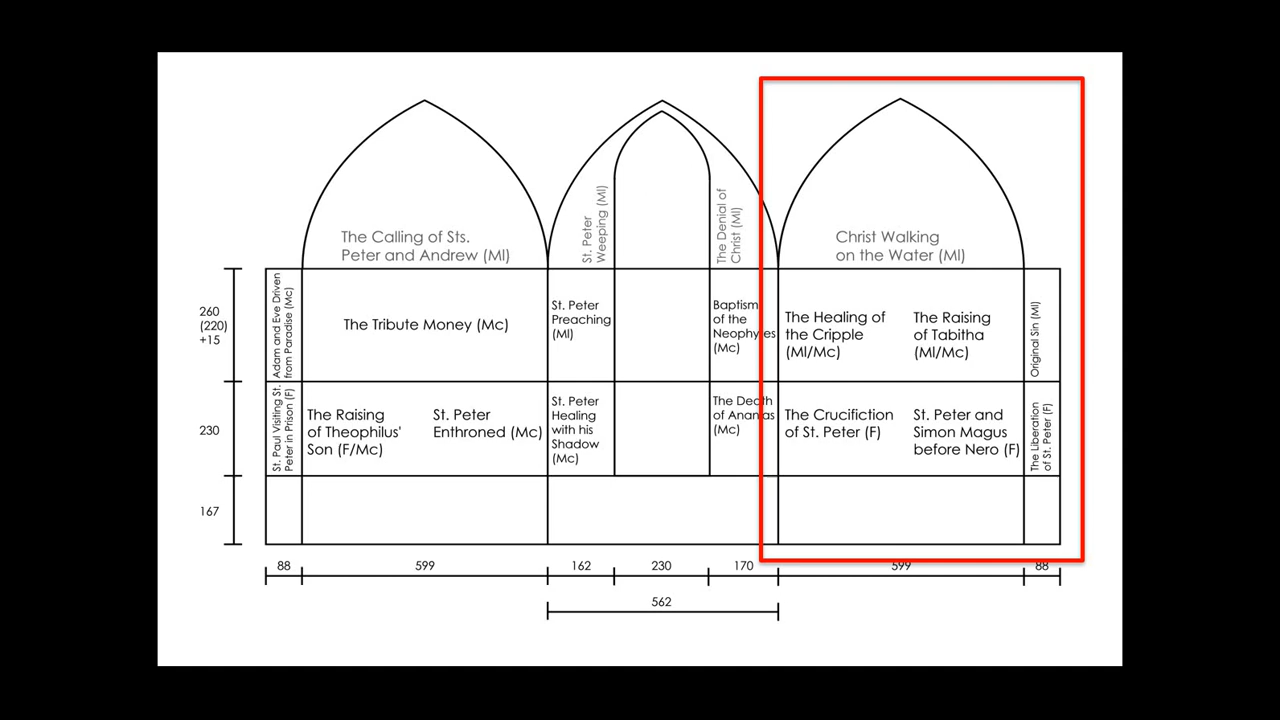 The Calling of Sts.
Peter and Andrew (Ml)
St. Peter
Weeping (Ml)
The Denial of
Christ (Ml)
Christ Walking
on the Water (Ml)
260
(220)
+15
Adam and Eve Driven
from Paradise (Mc)
The Tribute Money (Mc)
St. Peter
Preaching
(Ml)
Baptism
of the
Neophytes
(Mc)
The Healing of
the Cripple
(Ml/Mc)
The Raising
of Tabitha
(Ml/Mc)
Original Sin (Ml)
230
St. Paul Visiting St.
Peter in Prison (F)
The Raising
of Theophilus'
Son (F/Mc)
St. Peter
Enthroned (Mc)
St. Peter
Healing
with his
Shadow
(Mc)
The Death
of Ananias
(Mc)
The Crucifiction
of St. Peter (F)
St. Peter and
Simon Magus
before Nero (F)
The Liberation
of St. Peter (F)
167
88
599
162
230
170
599
88
562